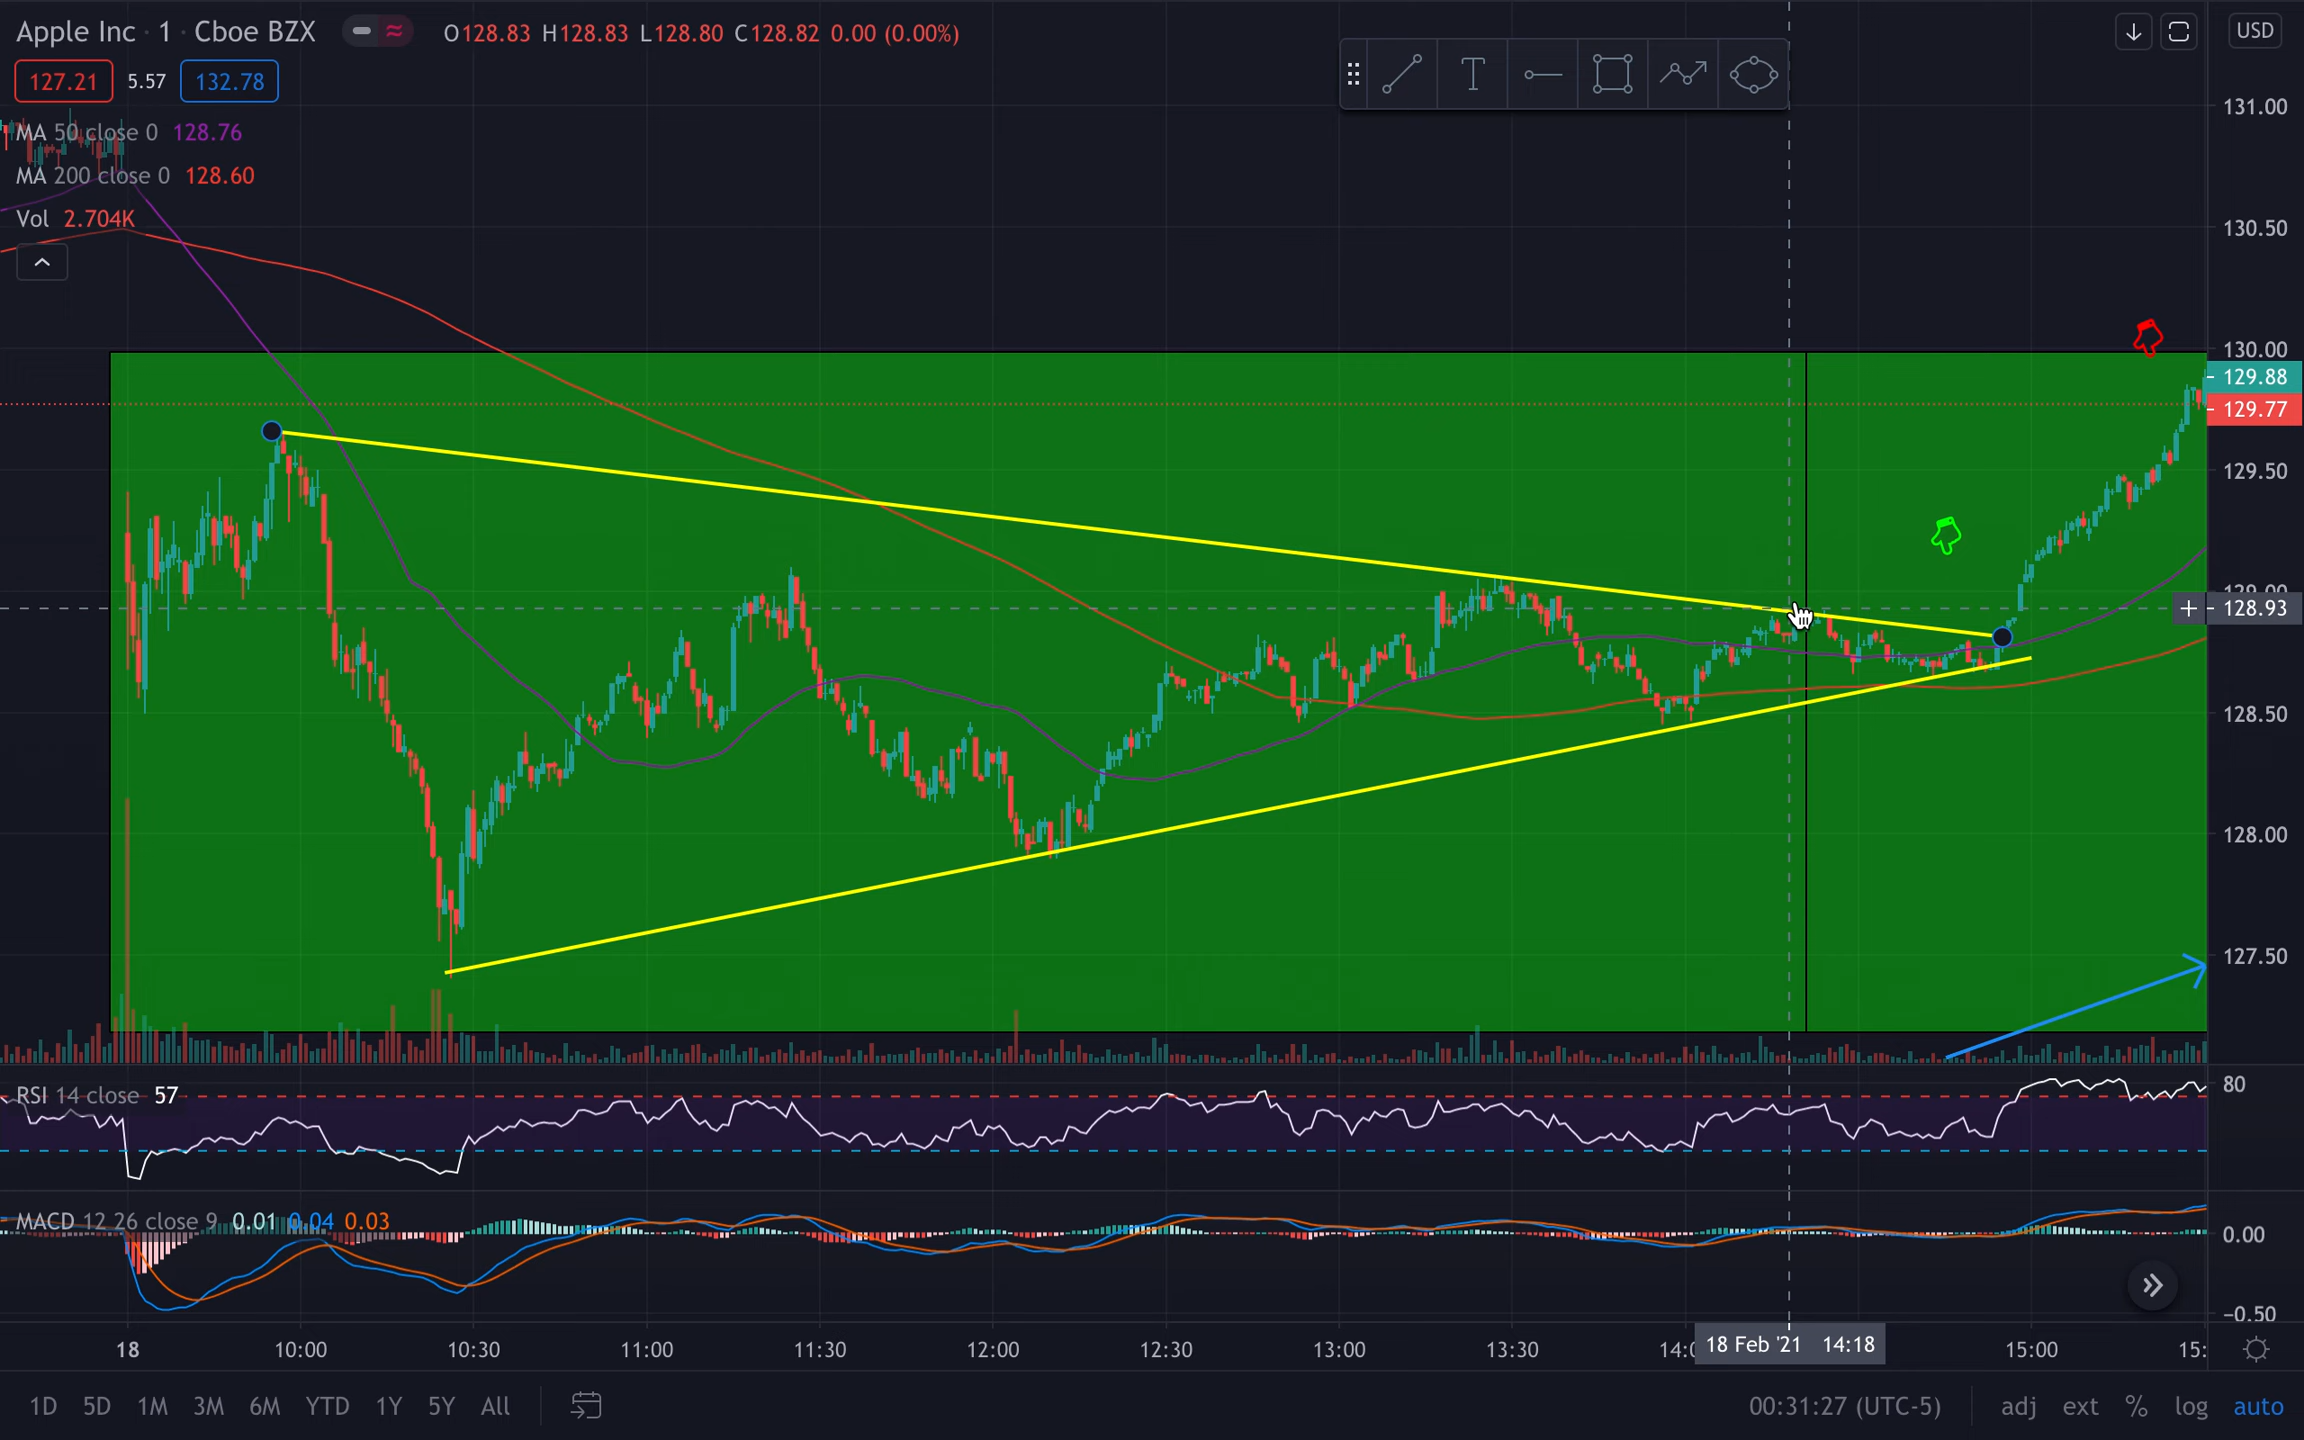 Apple Inc · 1 · Cboe BZX O128.83 H128.83 L128.80 C128.82 0.00 (0.00%)
USD
127.21 5.57 132.78
MA 50 close 0 128.76
MA 200 close 0 128.60
Vol 2.704K
131.00
130.50
130.00
129.88
129.77
129.50
129.00
128.93
128.50
128.00
127.50
RSI 14 close 57
80
MACD 12 26 close 9 0.01 0.04 0.03
0.00
-0.50
18 10:00 10:30 11:00 11:30 12:00 12:30 13:00 13:30 14:0 18 Feb '21 14:18 15:00 15:
1D 5D 1M 3M 6M YTD 1Y 5Y All 00:31:27 (UTC-5) adj ext % log auto